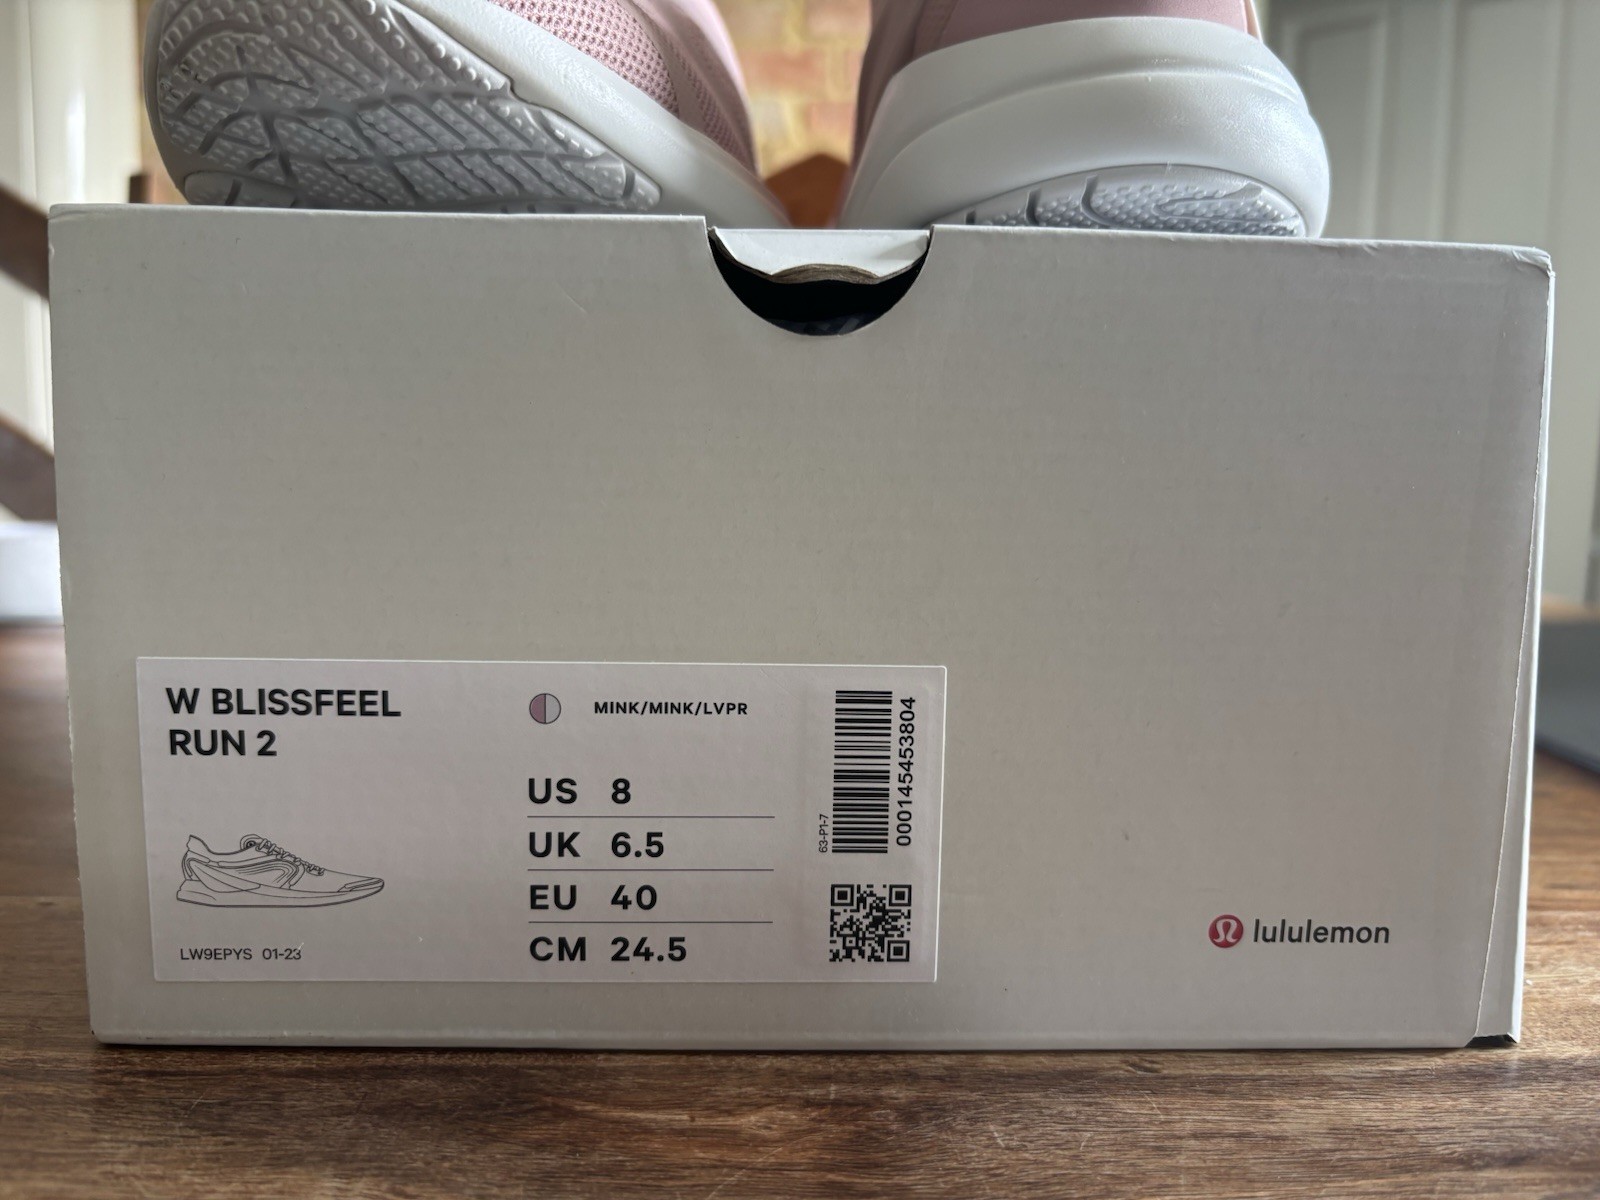 W BLISSFEEL
RUN 2
MINK/MINK/LVPR
US 8
UK 6.5
EU 40
CM 24.5
LW9EPYS 01-23
63-P1-7
000145453804
lululemon